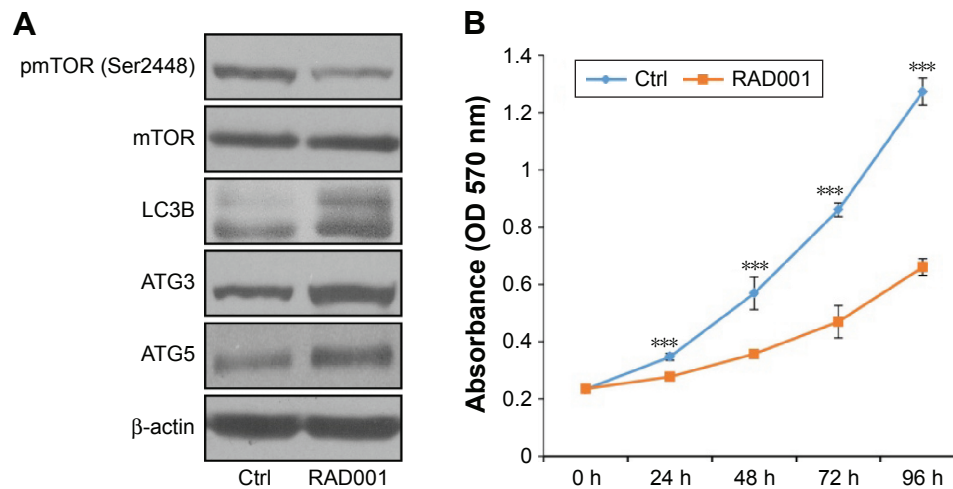 A
pmTOR (Ser2448)
mTOR
LC3B
ATG3
ATG5
β-actin
Ctrl RAD001
B
Absorbance (OD 570 nm)
1.4
1.2
1
0.8
0.6
0.4
0.2
0
Ctrl RAD001
***
***
***
***
0 h 24 h 48 h 72 h 96 h